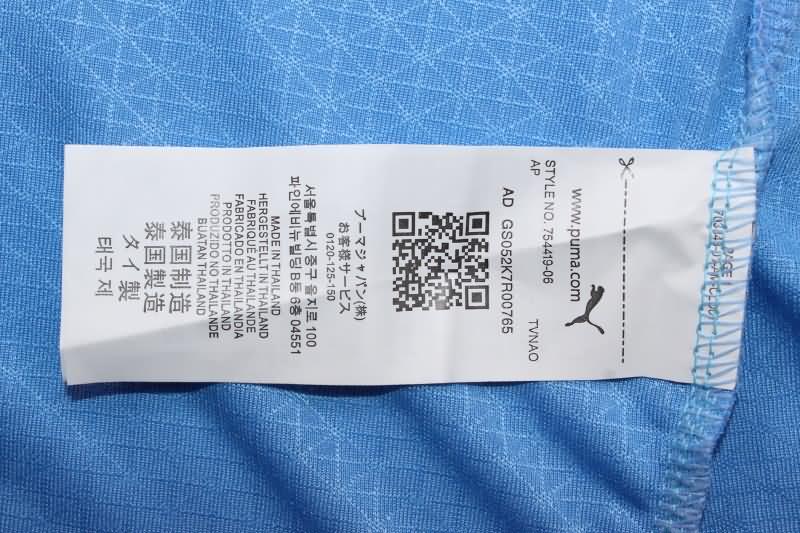 www.puma.com
STYLE NO. 754419-06 TVNAO
AP
AD GS052K7R00765
プーマジャパン(株)
お客様サービス
0120-125-150
서울특별시 중구 을지로 100
파인에비뉴빌딩 B동 6층 04551
MADE IN THAILAND
HERGESTELLT IN THAILAND
FABRIQUE AU THAILANDE
FABRICADO EN THAILANDIA
PRODOTTO IN THAILANDIA
PRODUZIDO NO THAILANDE
BUATAN THAILAND
泰国制造
泰國製造
タイ製
태국 제